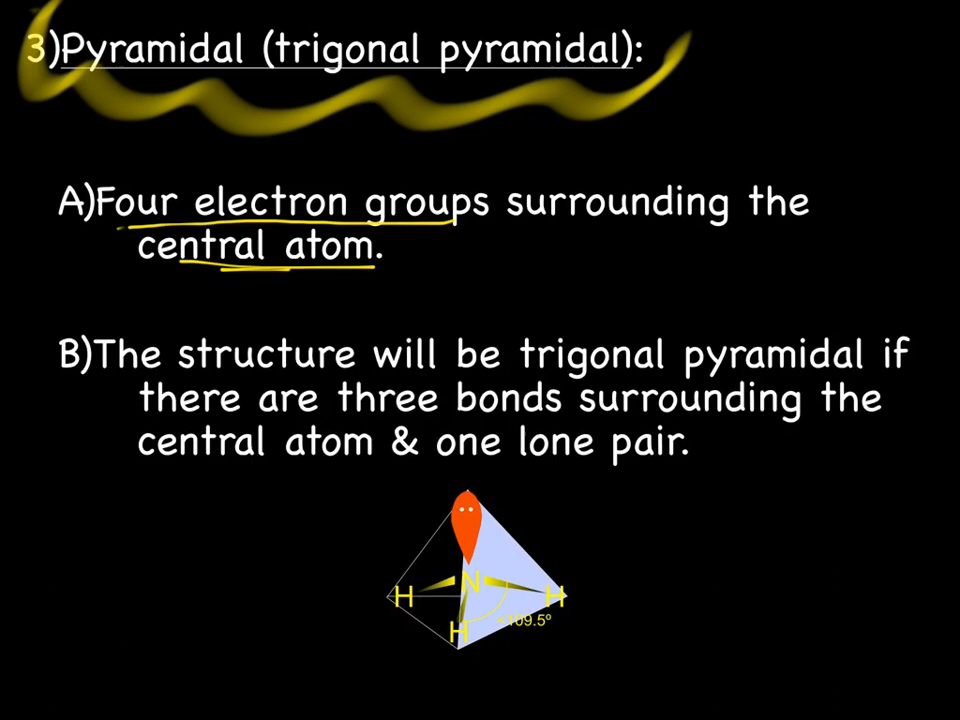 3)Pyramidal (trigonal pyramidal):
A)Four electron groups surrounding the
central atom.
B)The structure will be trigonal pyramidal if
there are three bonds surrounding the
central atom & one lone pair.
N
H H
H
<109.5º